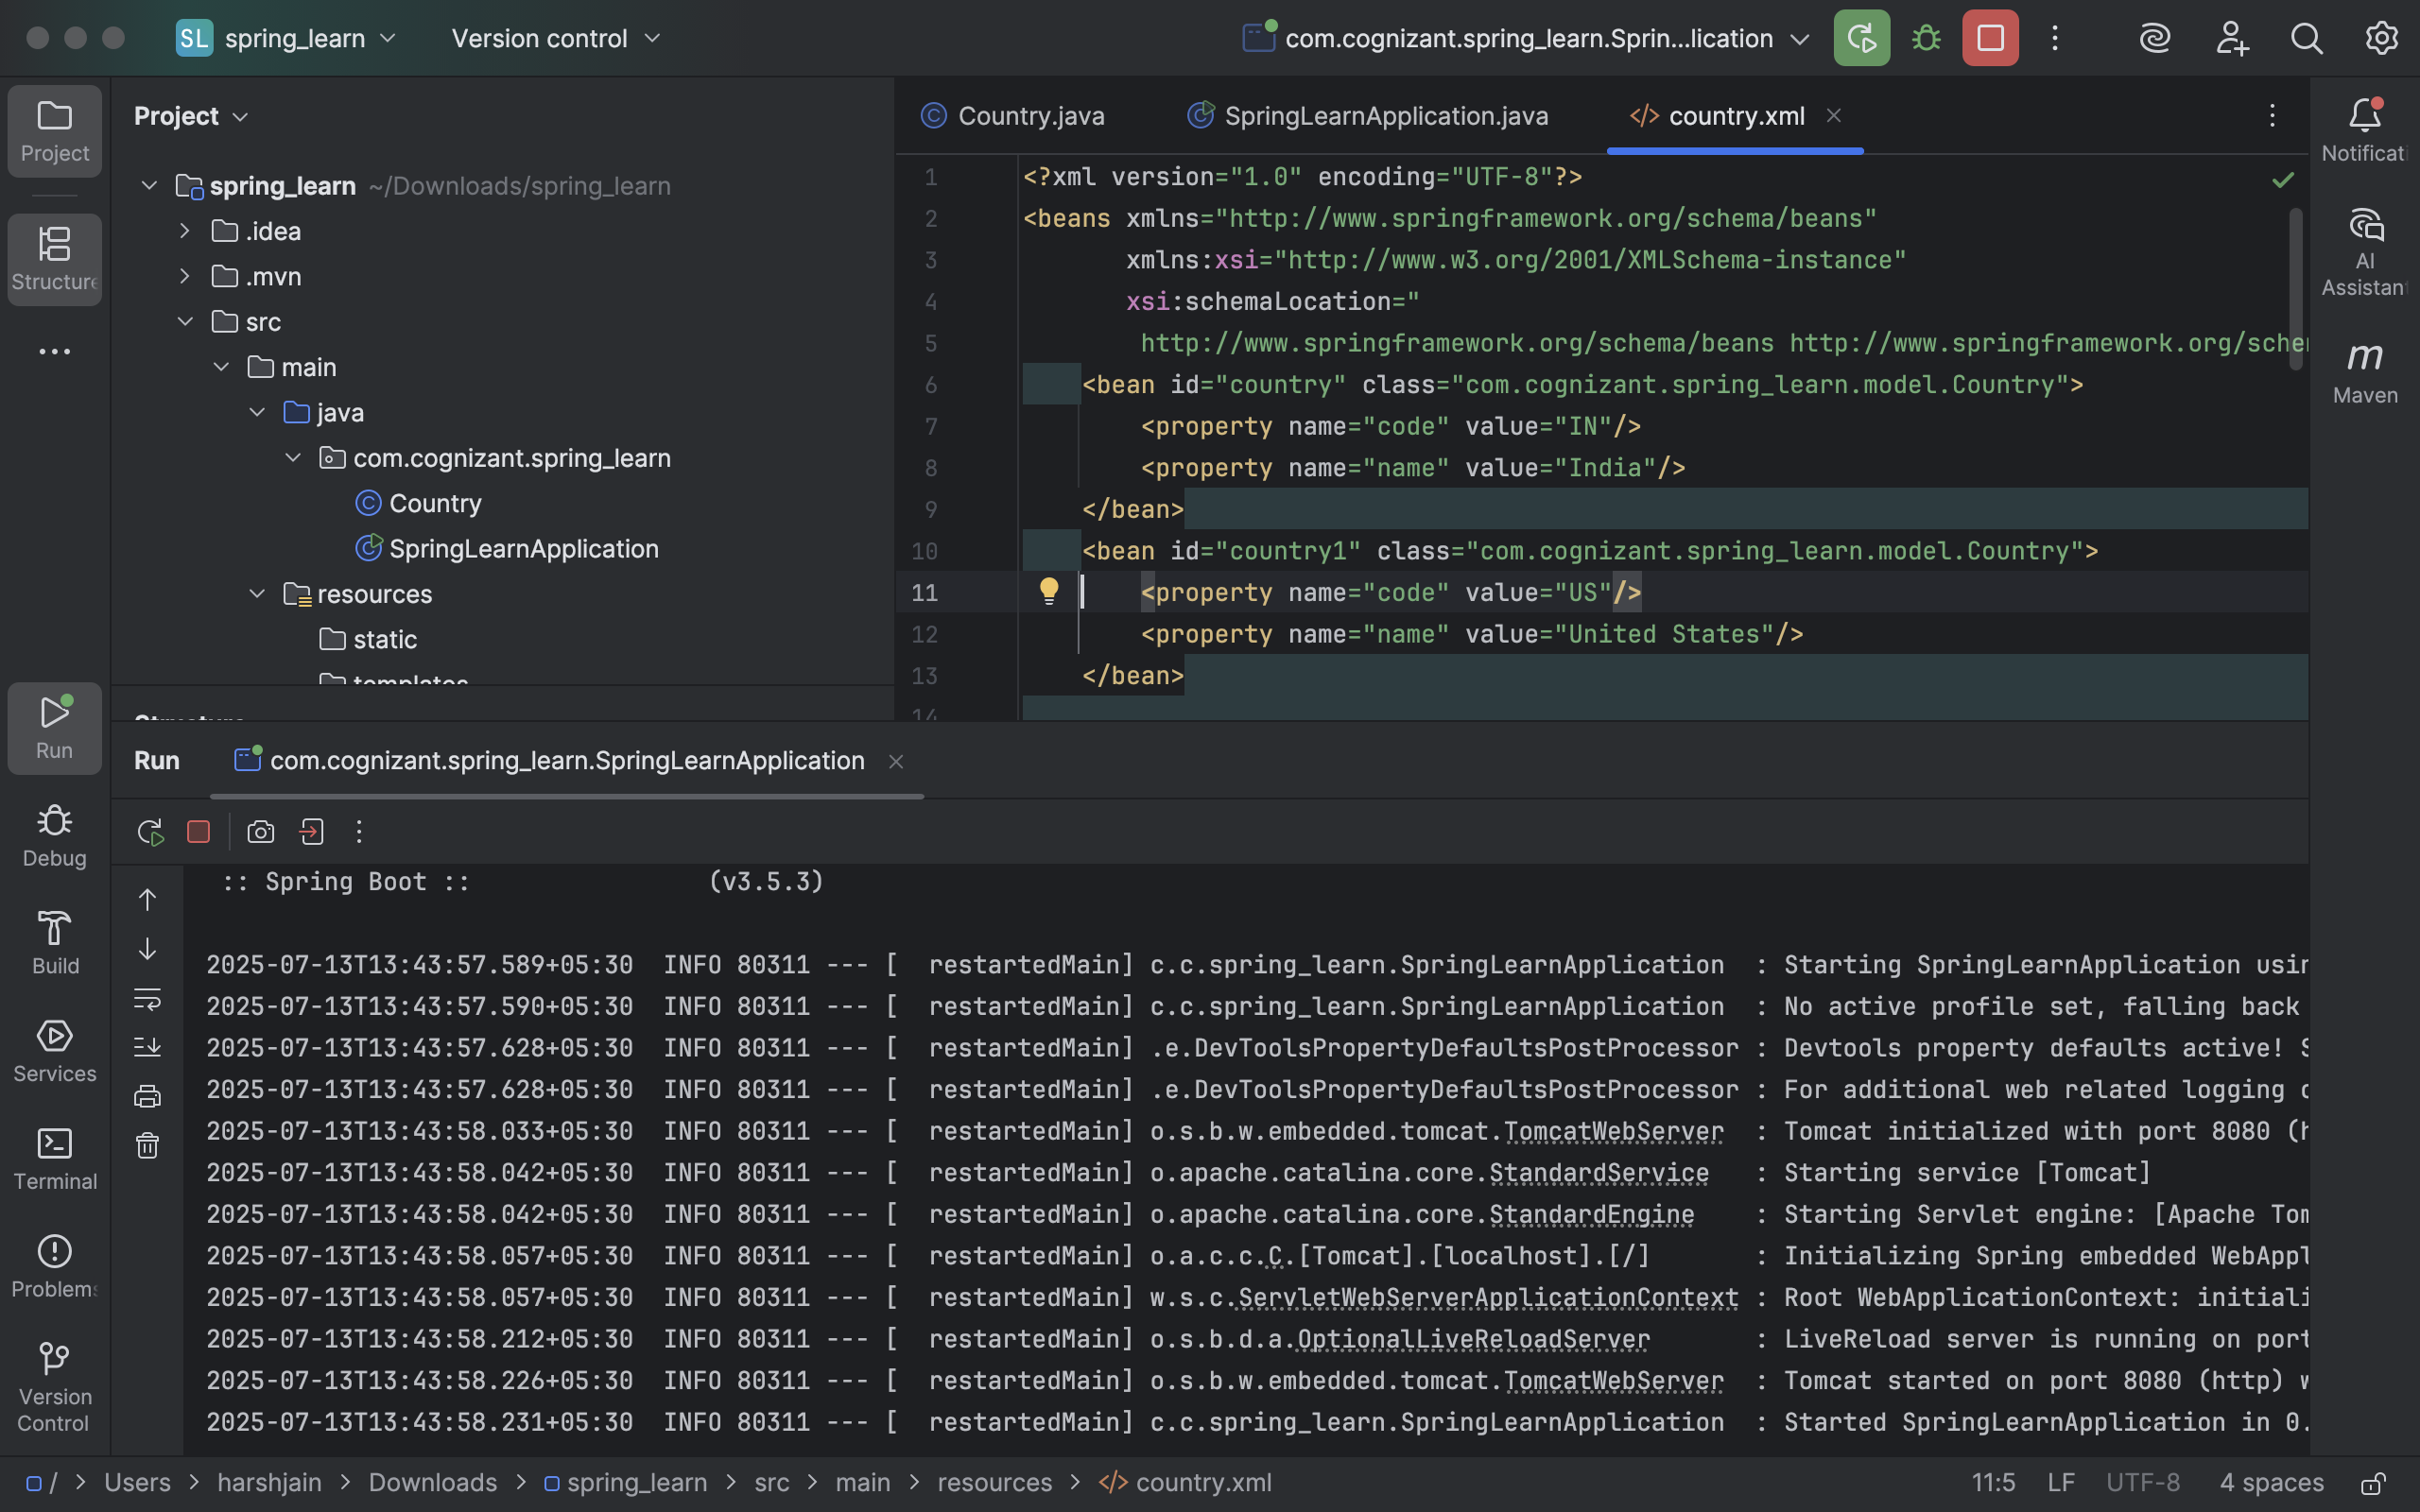 SL spring_learn Version control com.cognizant.spring_learn.Sprin...lication
Project
Structure
Run
Debug
Build
Services
Terminal
Problems
Version
Control
Project
spring_learn ~/Downloads/spring_learn
.idea
.mvn
src
main
java
com.cognizant.spring_learn
Country
SpringLearnApplication
resources
static
templates
Structure
Country.java SpringLearnApplication.java country.xml
1 <?xml version="1.0" encoding="UTF-8"?>
2 <beans xmlns="http://www.springframework.org/schema/beans"
3 xmlns:xsi="http://www.w3.org/2001/XMLSchema-instance"
4 xsi:schemaLocation="
5 http://www.springframework.org/schema/beans http://www.springframework.org/sche
6 <bean id="country" class="com.cognizant.spring_learn.model.Country">
7 <property name="code" value="IN"/>
8 <property name="name" value="India"/>
9 </bean>
10 <bean id="country1" class="com.cognizant.spring_learn.model.Country">
11 <property name="code" value="US"/>
12 <property name="name" value="United States"/>
13 </bean>
14
Notificati
AI
Assistan
m
Maven
Run com.cognizant.spring_learn.SpringLearnApplication
:: Spring Boot :: (v3.5.3)
2025-07-13T13:43:57.589+05:30 INFO 80311 --- [ restartedMain] c.c.spring_learn.SpringLearnApplication : Starting SpringLearnApplication usin
2025-07-13T13:43:57.590+05:30 INFO 80311 --- [ restartedMain] c.c.spring_learn.SpringLearnApplication : No active profile set, falling back
2025-07-13T13:43:57.628+05:30 INFO 80311 --- [ restartedMain] .e.DevToolsPropertyDefaultsPostProcessor : Devtools property defaults active! S
2025-07-13T13:43:57.628+05:30 INFO 80311 --- [ restartedMain] .e.DevToolsPropertyDefaultsPostProcessor : For additional web related logging c
2025-07-13T13:43:58.033+05:30 INFO 80311 --- [ restartedMain] o.s.b.w.embedded.tomcat.TomcatWebServer : Tomcat initialized with port 8080 (h
2025-07-13T13:43:58.042+05:30 INFO 80311 --- [ restartedMain] o.apache.catalina.core.StandardService : Starting service [Tomcat]
2025-07-13T13:43:58.042+05:30 INFO 80311 --- [ restartedMain] o.apache.catalina.core.StandardEngine : Starting Servlet engine: [Apache Tom
2025-07-13T13:43:58.057+05:30 INFO 80311 --- [ restartedMain] o.a.c.c.C.[Tomcat].[localhost].[/] : Initializing Spring embedded WebAppl
2025-07-13T13:43:58.057+05:30 INFO 80311 --- [ restartedMain] w.s.c.ServletWebServerApplicationContext : Root WebApplicationContext: initiali
2025-07-13T13:43:58.212+05:30 INFO 80311 --- [ restartedMain] o.s.b.d.a.OptionalLiveReloadServer : LiveReload server is running on port
2025-07-13T13:43:58.226+05:30 INFO 80311 --- [ restartedMain] o.s.b.w.embedded.tomcat.TomcatWebServer : Tomcat started on port 8080 (http) w
2025-07-13T13:43:58.231+05:30 INFO 80311 --- [ restartedMain] c.c.spring_learn.SpringLearnApplication : Started SpringLearnApplication in 0.
/ > Users > harshjain > Downloads > spring_learn > src > main > resources > country.xml 11:5 LF UTF-8 4 spaces